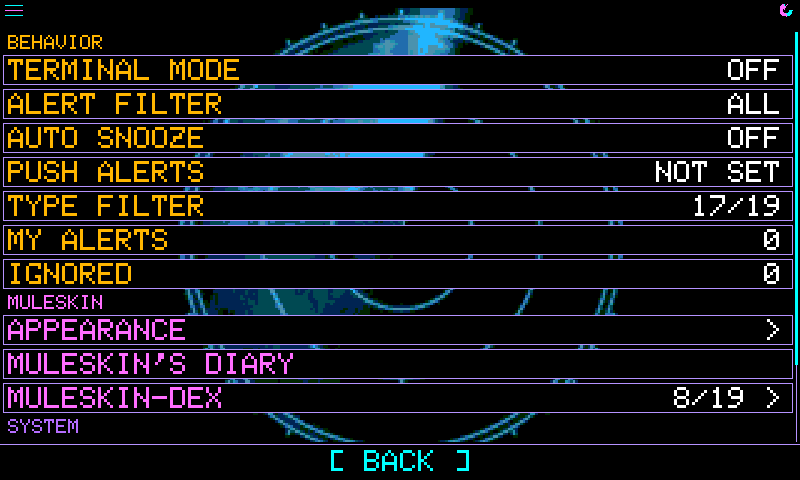 BEHAVIOR
TERMINAL MODE OFF
ALERT FILTER ALL
AUTO SNOOZE OFF
PUSH ALERTS NOT SET
TYPE FILTER 17/19
MY ALERTS 0
IGNORED 0
MULESKIN
APPEARANCE >
MULESKIN'S DIARY
MULESKIN-DEX 8/19 >
SYSTEM
[ BACK ]